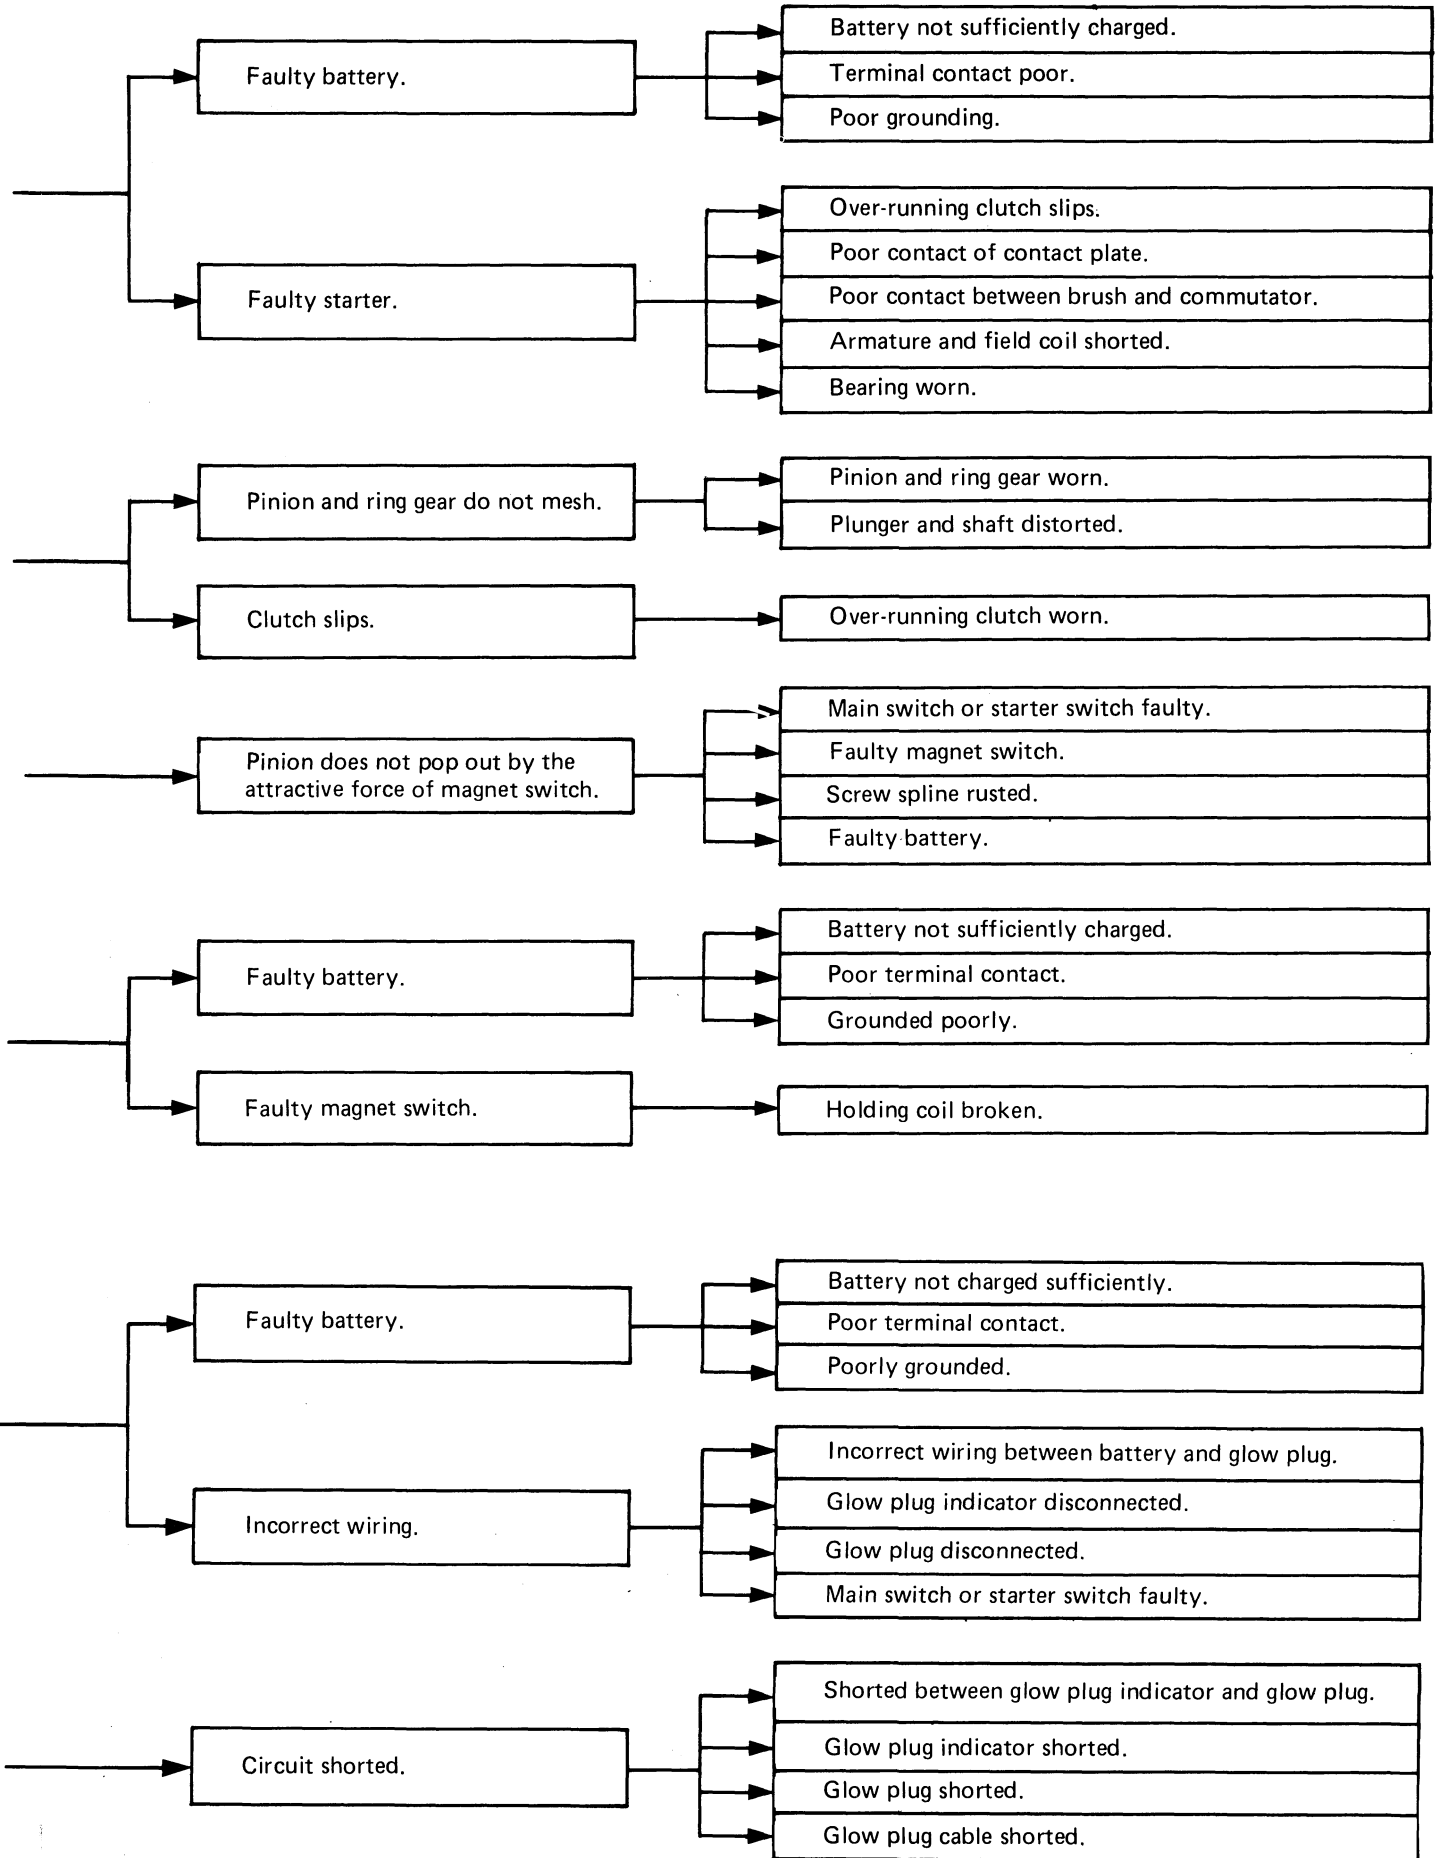 Faulty battery.
Battery not sufficiently charged.
Terminal contact poor.
Poor grounding.
Faulty starter.
Over-running clutch slips.
Poor contact of contact plate.
Poor contact between brush and commutator.
Armature and field coil shorted.
Bearing worn.
Pinion and ring gear do not mesh.
Pinion and ring gear worn.
Plunger and shaft distorted.
Clutch slips.
Over-running clutch worn.
Pinion does not pop out by the
attractive force of magnet switch.
Main switch or starter switch faulty.
Faulty magnet switch.
Screw spline rusted.
Faulty battery.
Faulty battery.
Battery not sufficiently charged.
Poor terminal contact.
Grounded poorly.
Faulty magnet switch.
Holding coil broken.
Faulty battery.
Battery not charged sufficiently.
Poor terminal contact.
Poorly grounded.
Incorrect wiring.
Incorrect wiring between battery and glow plug.
Glow plug indicator disconnected.
Glow plug disconnected.
Main switch or starter switch faulty.
Circuit shorted.
Shorted between glow plug indicator and glow plug.
Glow plug indicator shorted.
Glow plug shorted.
Glow plug cable shorted.